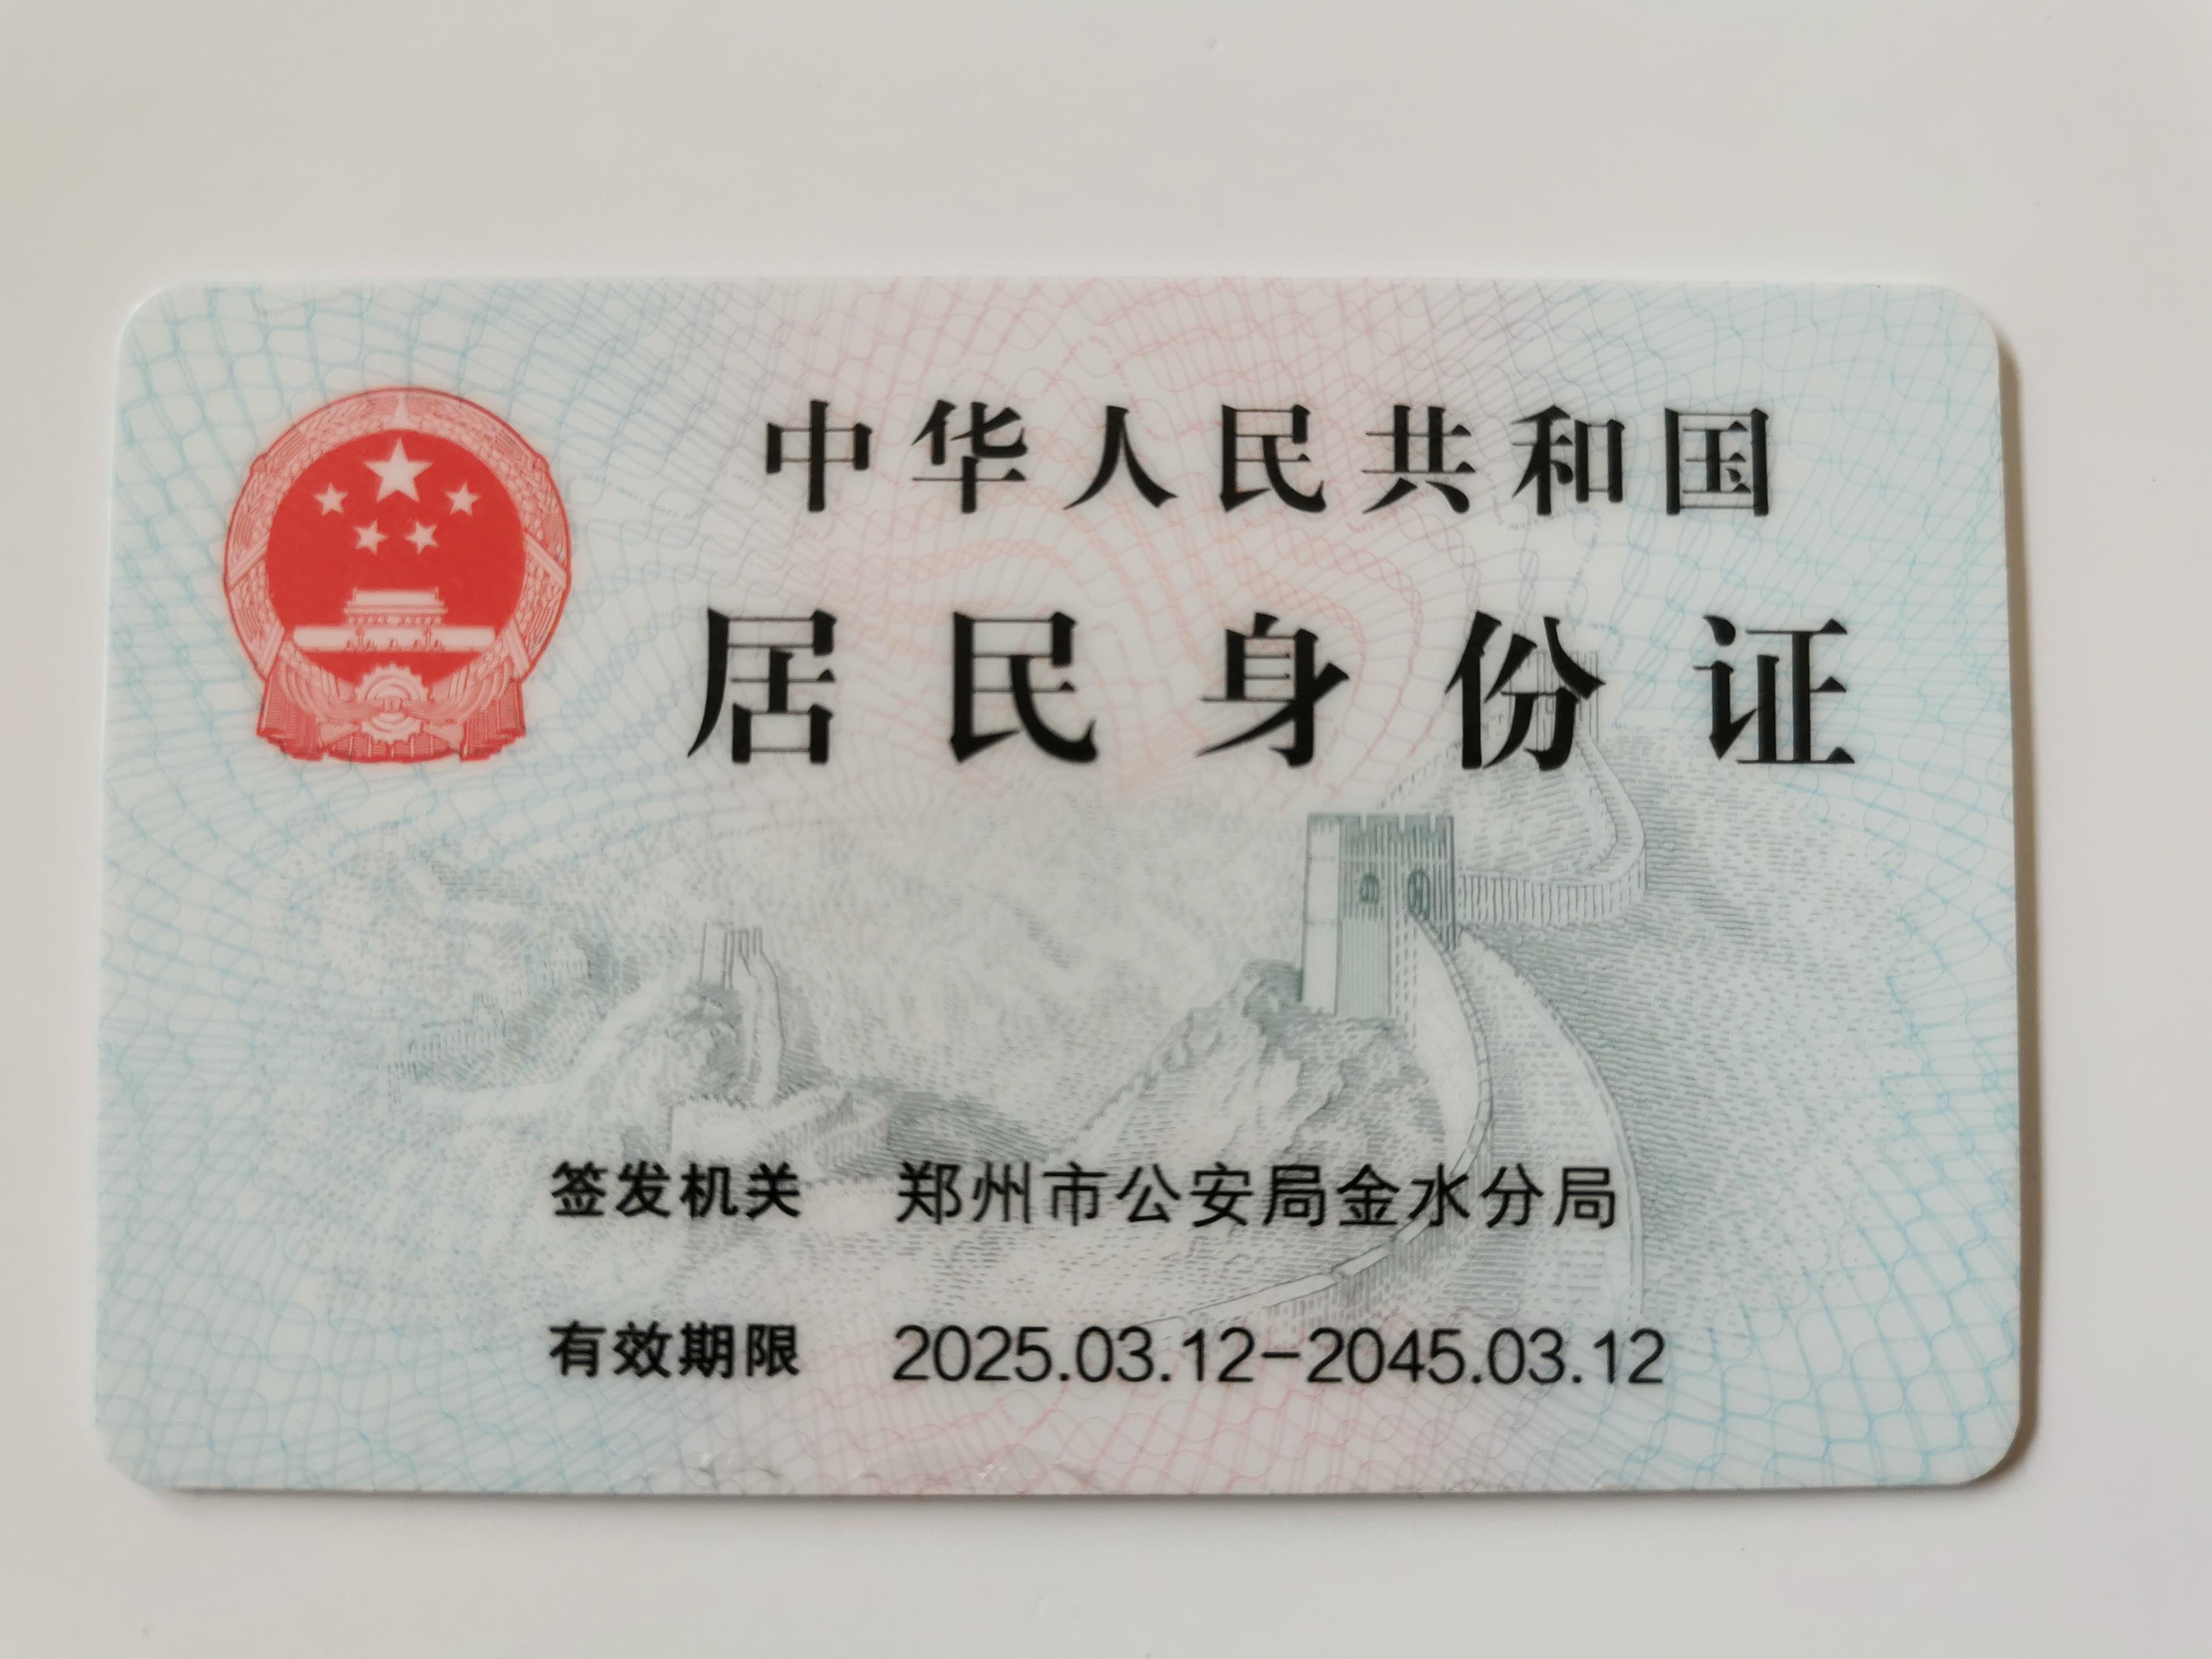 中华人民共和国
居民身份证
签发机关 郑州市公安局金水分局
有效期限 2025.03.12-2045.03.12